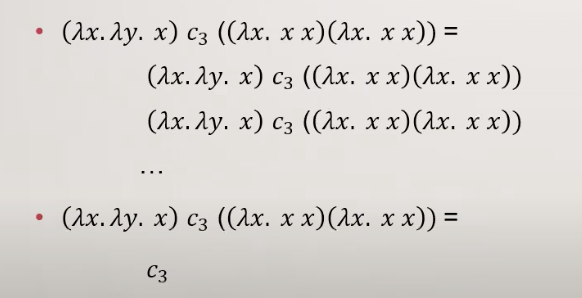 • (λx. λy. x) c₃ ((λx. x x)(λx. x x)) =
(λx. λy. x) c₃ ((λx. x x)(λx. x x))
(λx. λy. x) c₃ ((λx. x x)(λx. x x))
...
• (λx. λy. x) c₃ ((λx. x x)(λx. x x)) =
c₃